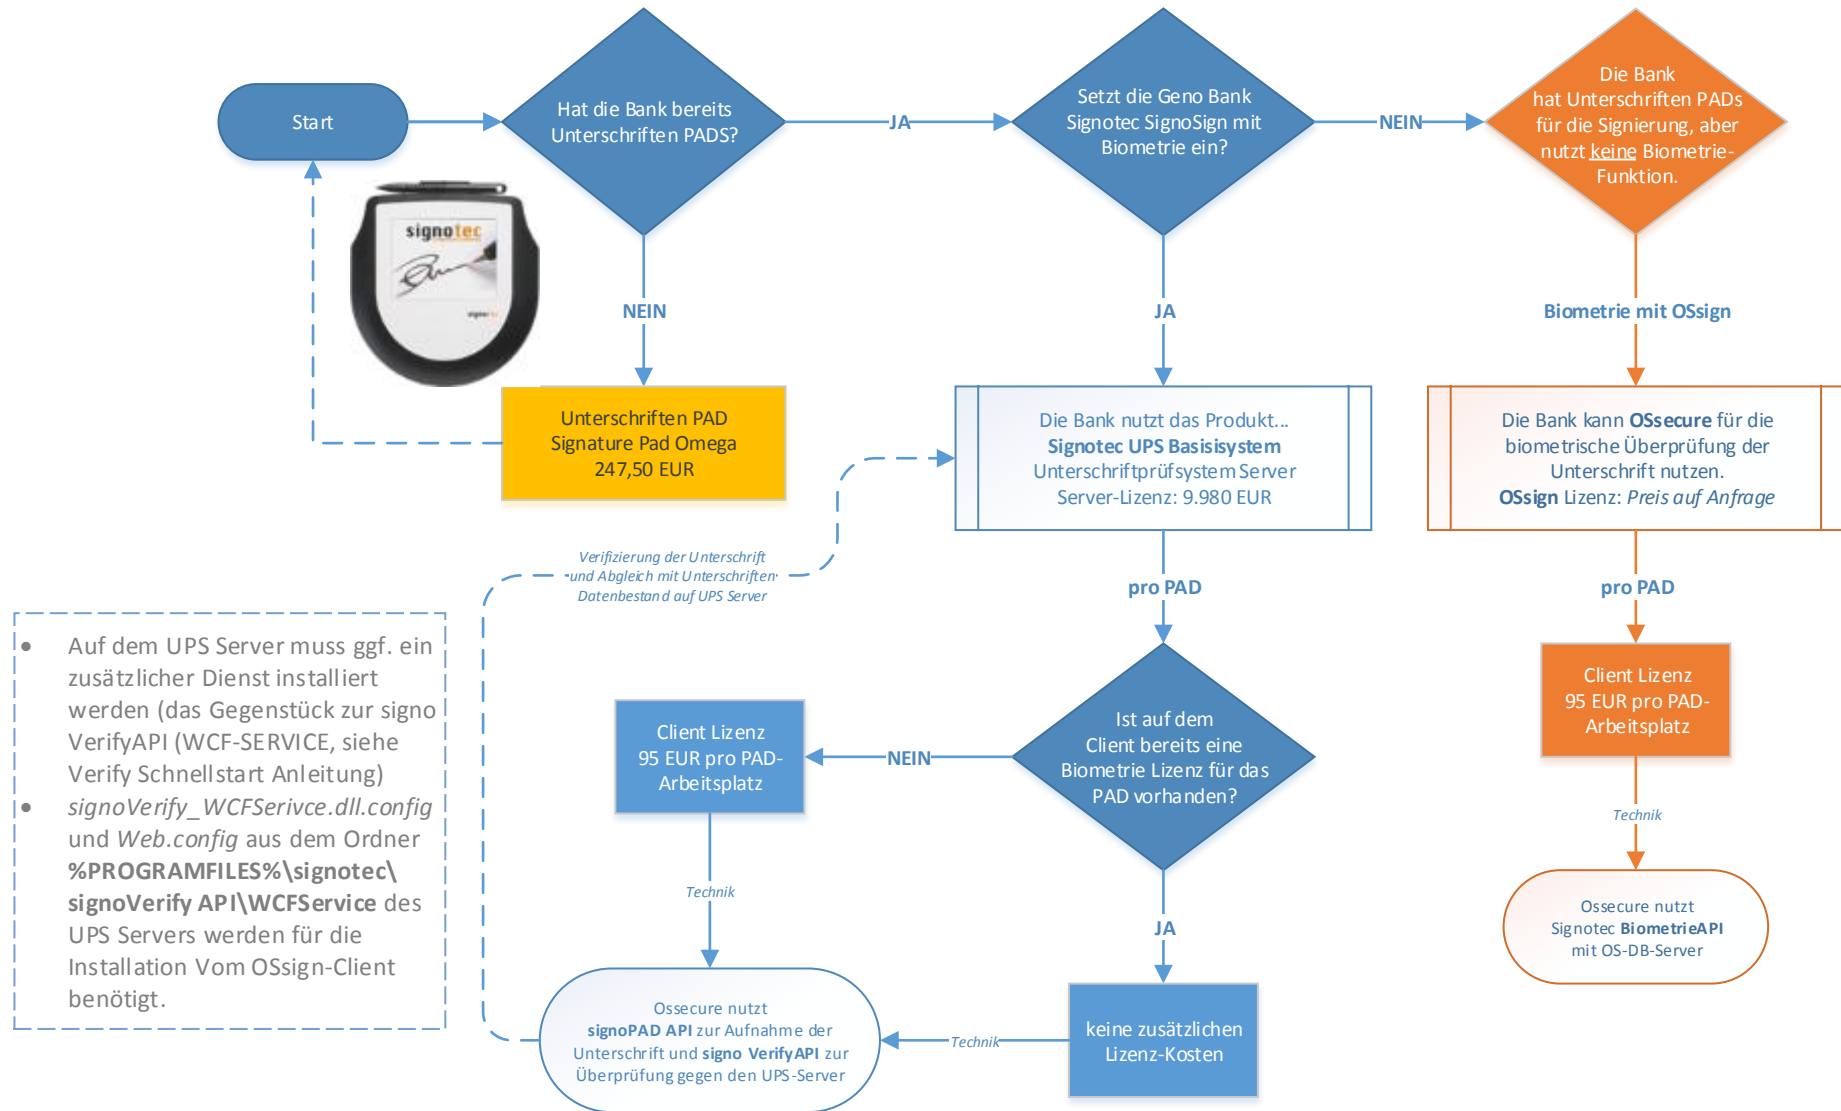 Start
Hat die Bank bereits
Unterschriften PADS?
JA
Setzt die Geno Bank
Signotec SignoSign mit
Biometrie ein?
NEIN
Die Bank
hat Unterschriften PADs
für die Signierung, aber
nutzt keine Biometrie-
Funktion.
signotec
signotec
NEIN
JA
Biometrie mit OSsign
Unterschriften PAD
Signature Pad Omega
247,50 EUR
Die Bank nutzt das Produkt...
Signotec UPS Basisisystem
Unterschriftprüfsystem Server
Server-Lizenz: 9.980 EUR
Die Bank kann OSsecure für die
biometrische Überprüfung der
Unterschrift nutzen.
OSsign Lizenz: Preis auf Anfrage
Verifizierung der Unterschrift
und Abgleich mit Unterschriften
Datenbestand auf UPS Server
pro PAD
pro PAD
• Auf dem UPS Server muss ggf. ein
zusätzlicher Dienst installiert
werden (das Gegenstück zur signo
VerifyAPI (WCF-SERVICE, siehe
Verify Schnellstart Anleitung)
• signoVerify_WCFSerivce.dll.config
und Web.config aus dem Ordner
%PROGRAMFILES%\signotec\
signoVerify API\WCFService des
UPS Servers werden für die
Installation Vom OSsign-Client
benötigt.
Client Lizenz
95 EUR pro PAD-
Arbeitsplatz
NEIN
Ist auf dem
Client bereits eine
Biometrie Lizenz für das
PAD vorhanden?
Client Lizenz
95 EUR pro PAD-
Arbeitsplatz
Technik
Technik
JA
Ossecure nutzt
Signotec BiometrieAPI
mit OS-DB-Server
Ossecure nutzt
signoPAD API zur Aufnahme der
Unterschrift und signo VerifyAPI zur
Überprüfung gegen den UPS-Server
Technik
keine zusätzlichen
Lizenz-Kosten